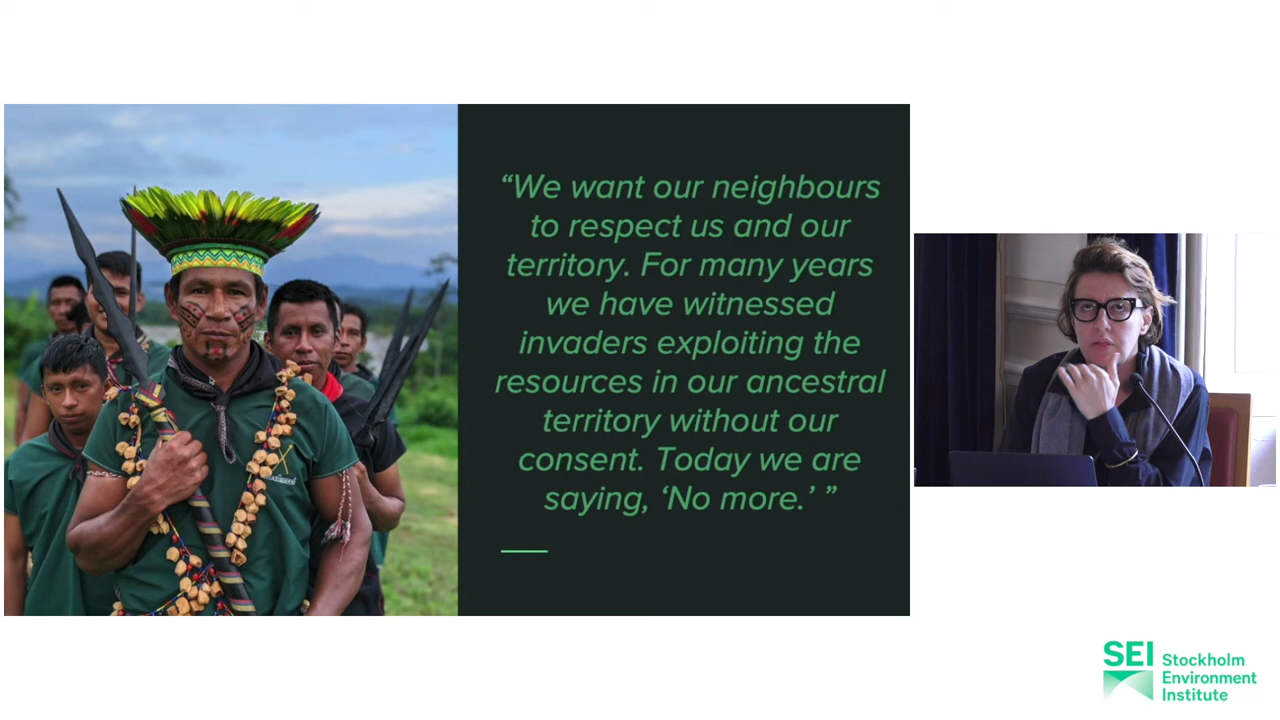 “We want our neighbours
to respect us and our
territory. For many years
we have witnessed
invaders exploiting the
resources in our ancestral
territory without our
consent. Today we are
saying, ‘No more.’ ”
SEI Stockholm
Environment
Institute